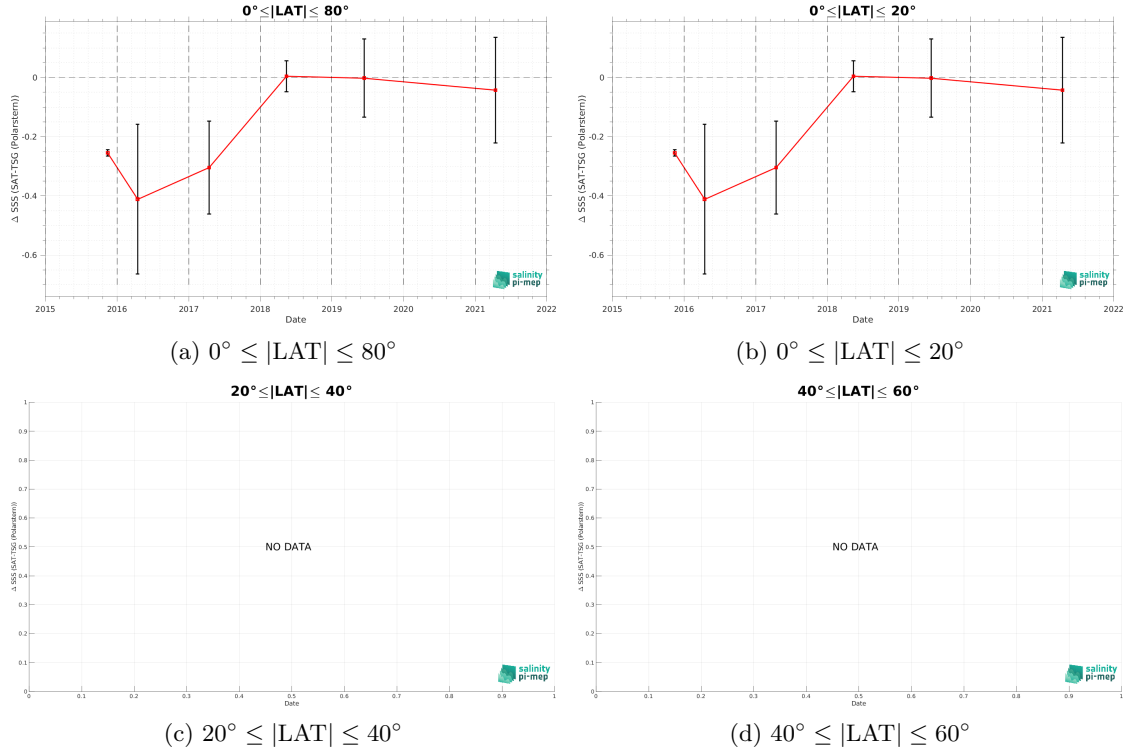 0°≤|LAT|≤ 80°
Δ SSS (SAT-TSG (Polarstern))
0
-0.2
-0.4
-0.6
2015 2016 2017 2018 2019 2020 2021 2022
Date
salinity
pi-mep
(a) 0° ≤ |LAT| ≤ 80°
0°≤|LAT|≤ 20°
Δ SSS (SAT-TSG (Polarstern))
0
-0.2
-0.4
-0.6
2015 2016 2017 2018 2019 2020 2021 2022
Date
salinity
pi-mep
(b) 0° ≤ |LAT| ≤ 20°
20°≤|LAT|≤ 40°
Δ SSS (SAT-TSG (Polarstern))
1
0.9
0.8
0.7
0.6
0.5
0.4
0.3
0.2
0.1
0
NO DATA
0 0.1 0.2 0.3 0.4 0.5 0.6 0.7 0.8 0.9 1
Date
salinity
pi-mep
(c) 20° ≤ |LAT| ≤ 40°
40°≤|LAT|≤ 60°
Δ SSS (SAT-TSG (Polarstern))
1
0.9
0.8
0.7
0.6
0.5
0.4
0.3
0.2
0.1
0
NO DATA
0 0.1 0.2 0.3 0.4 0.5 0.6 0.7 0.8 0.9 1
Date
salinity
pi-mep
(d) 40° ≤ |LAT| ≤ 60°